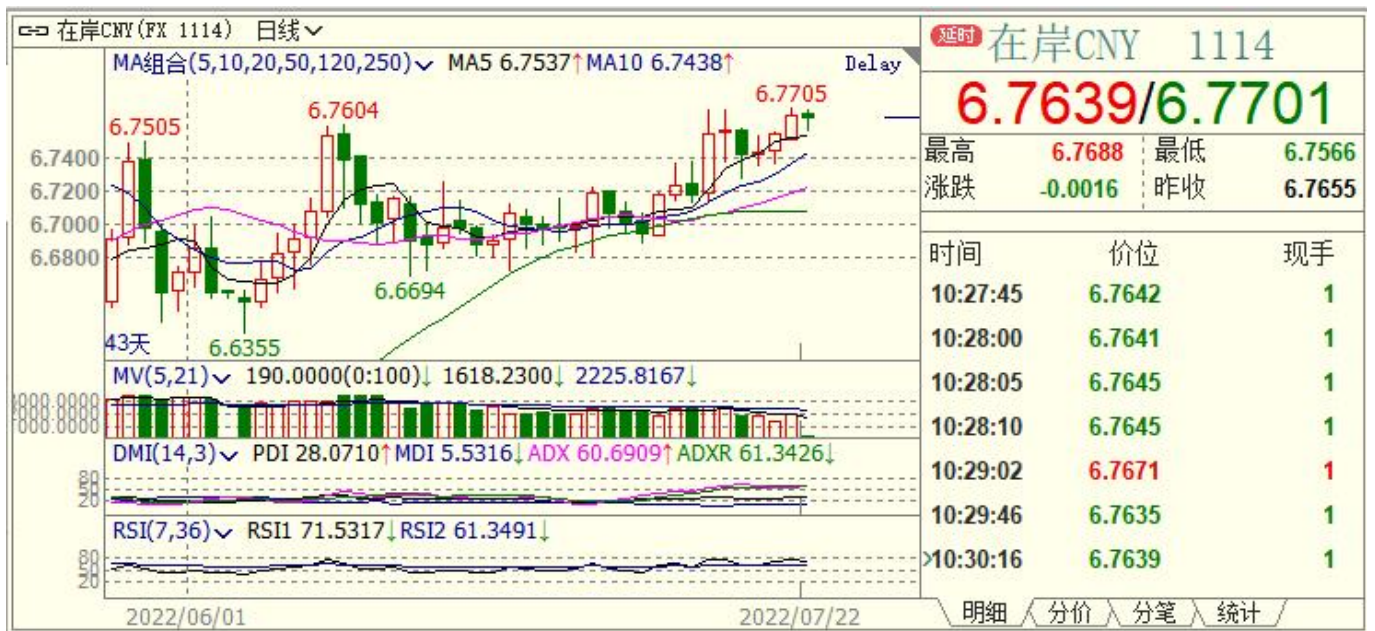 在岸CNY(FX 1114) 日线
MA组合(5,10,20,50,120,250) MA5 6.7537↑MA10 6.7438↑ Delay
6.7705
6.7604
6.7505
6.7400
6.7200
6.7000
6.6800
6.6694
43天 6.6355
MV(5,21) 190.0000(0:100)↓ 1618.2300↓ 2225.8167↓
DMI(14,3) PDI 28.0710↑MDI 5.5316↓ADX 60.6909↑ADXR 61.3426↓
80
20
RSI(7,36) RSI1 71.5317↓RSI2 61.3491↓
80
20
2022/06/01 2022/07/22
延时 在岸CNY 1114
6.7639/6.7701
最高 6.7688 最低 6.7566
涨跌 -0.0016 昨收 6.7655
时间 价位 现手
10:27:45 6.7642 1
10:28:00 6.7641 1
10:28:05 6.7645 1
10:28:10 6.7645 1
10:29:02 6.7671 1
10:29:46 6.7635 1
10:30:16 6.7639 1
明细 分价 分笔 统计